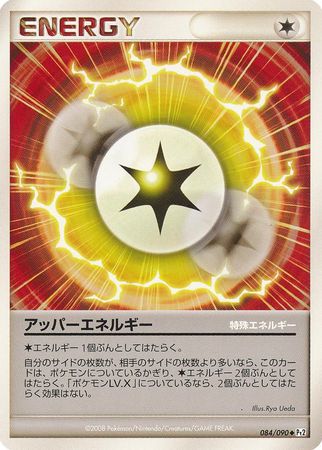 ENERGY
アッパーエネルギー 特殊エネルギー
✶エネルギー1個ぶんとしてはたらく。
自分のサイドの枚数が、相手のサイドの枚数より多いなら、このカー
ドは、ポケモンについているかぎり、✶エネルギー2個ぶんとしては
たらく。「ポケモンLV.X」についているなら、2個ぶんとしてはたら
く効果はない。
Illus.Ryo Ueda
©2008 Pokémon/Nintendo/Creatures/GAME FREAK.
084/090◆ Pt2